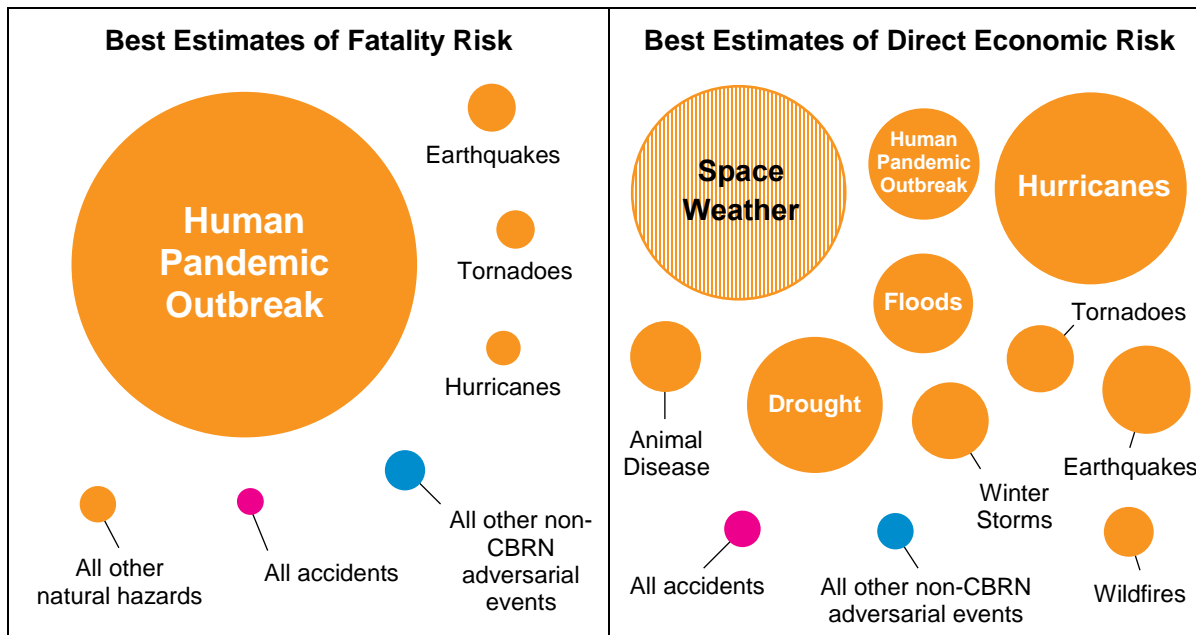 Best Estimates of Fatality Risk
Human
Pandemic
Outbreak
Earthquakes
Tornadoes
Hurricanes
All other
natural hazards
All accidents
All other non-
CBRN
adversarial
events
Best Estimates of Direct Economic Risk
Space
Weather
Human
Pandemic
Outbreak
Hurricanes
Floods
Tornadoes
Animal
Disease
Drought
Winter
Storms
Earthquakes
All accidents
All other non-CBRN
adversarial events
Wildfires